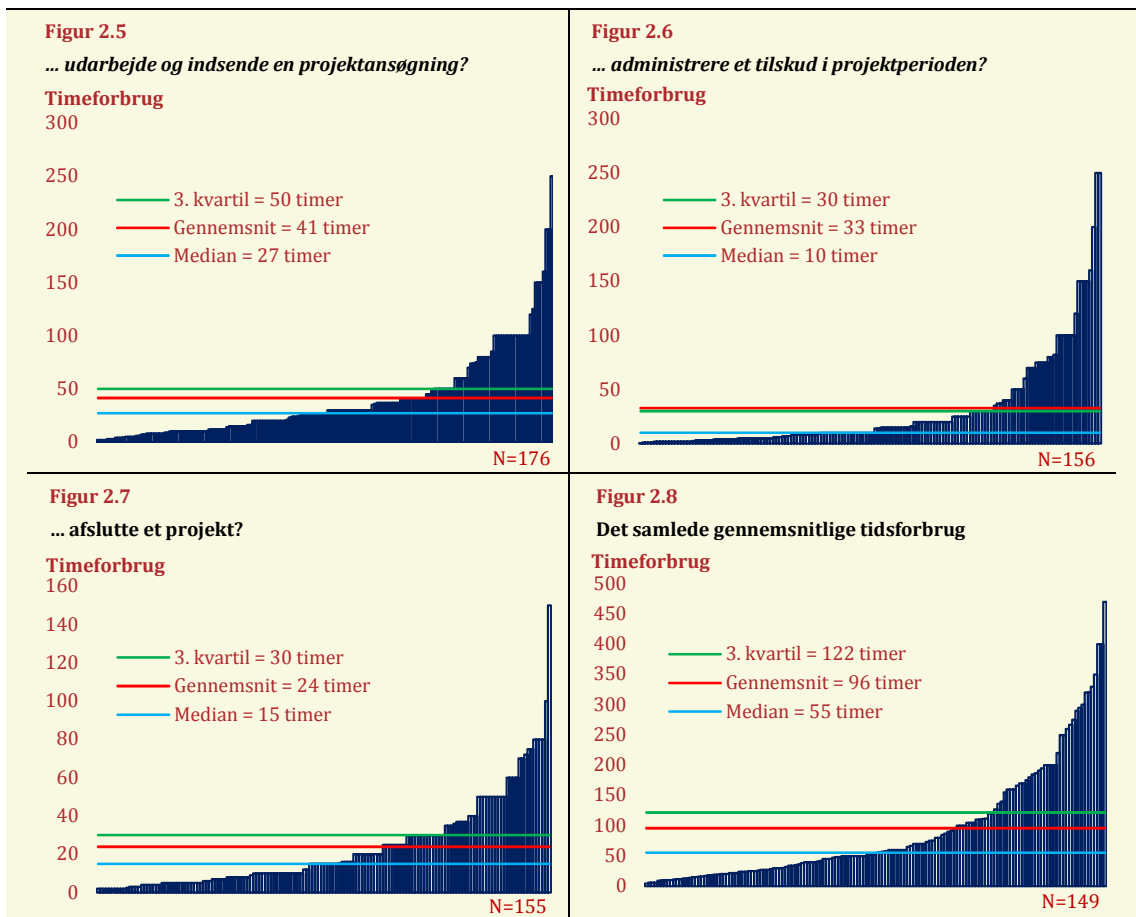 Figur 2.5
... udarbejde og indsende en projektansøgning?
Timeforbrug
300
250
200
150
100
50
0
3. kvartil = 50 timer
Gennemsnit = 41 timer
Median = 27 timer
N=176
Figur 2.6
... administrere et tilskud i projektperioden?
Timeforbrug
300
250
200
150
100
50
0
3. kvartil = 30 timer
Gennemsnit = 33 timer
Median = 10 timer
N=156
Figur 2.7
... afslutte et projekt?
Timeforbrug
160
140
120
100
80
60
40
20
0
3. kvartil = 30 timer
Gennemsnit = 24 timer
Median = 15 timer
N=155
Figur 2.8
Det samlede gennemsnitlige tidsforbrug
Timeforbrug
500
450
400
350
300
250
200
150
100
50
0
3. kvartil = 122 timer
Gennemsnit = 96 timer
Median = 55 timer
N=149